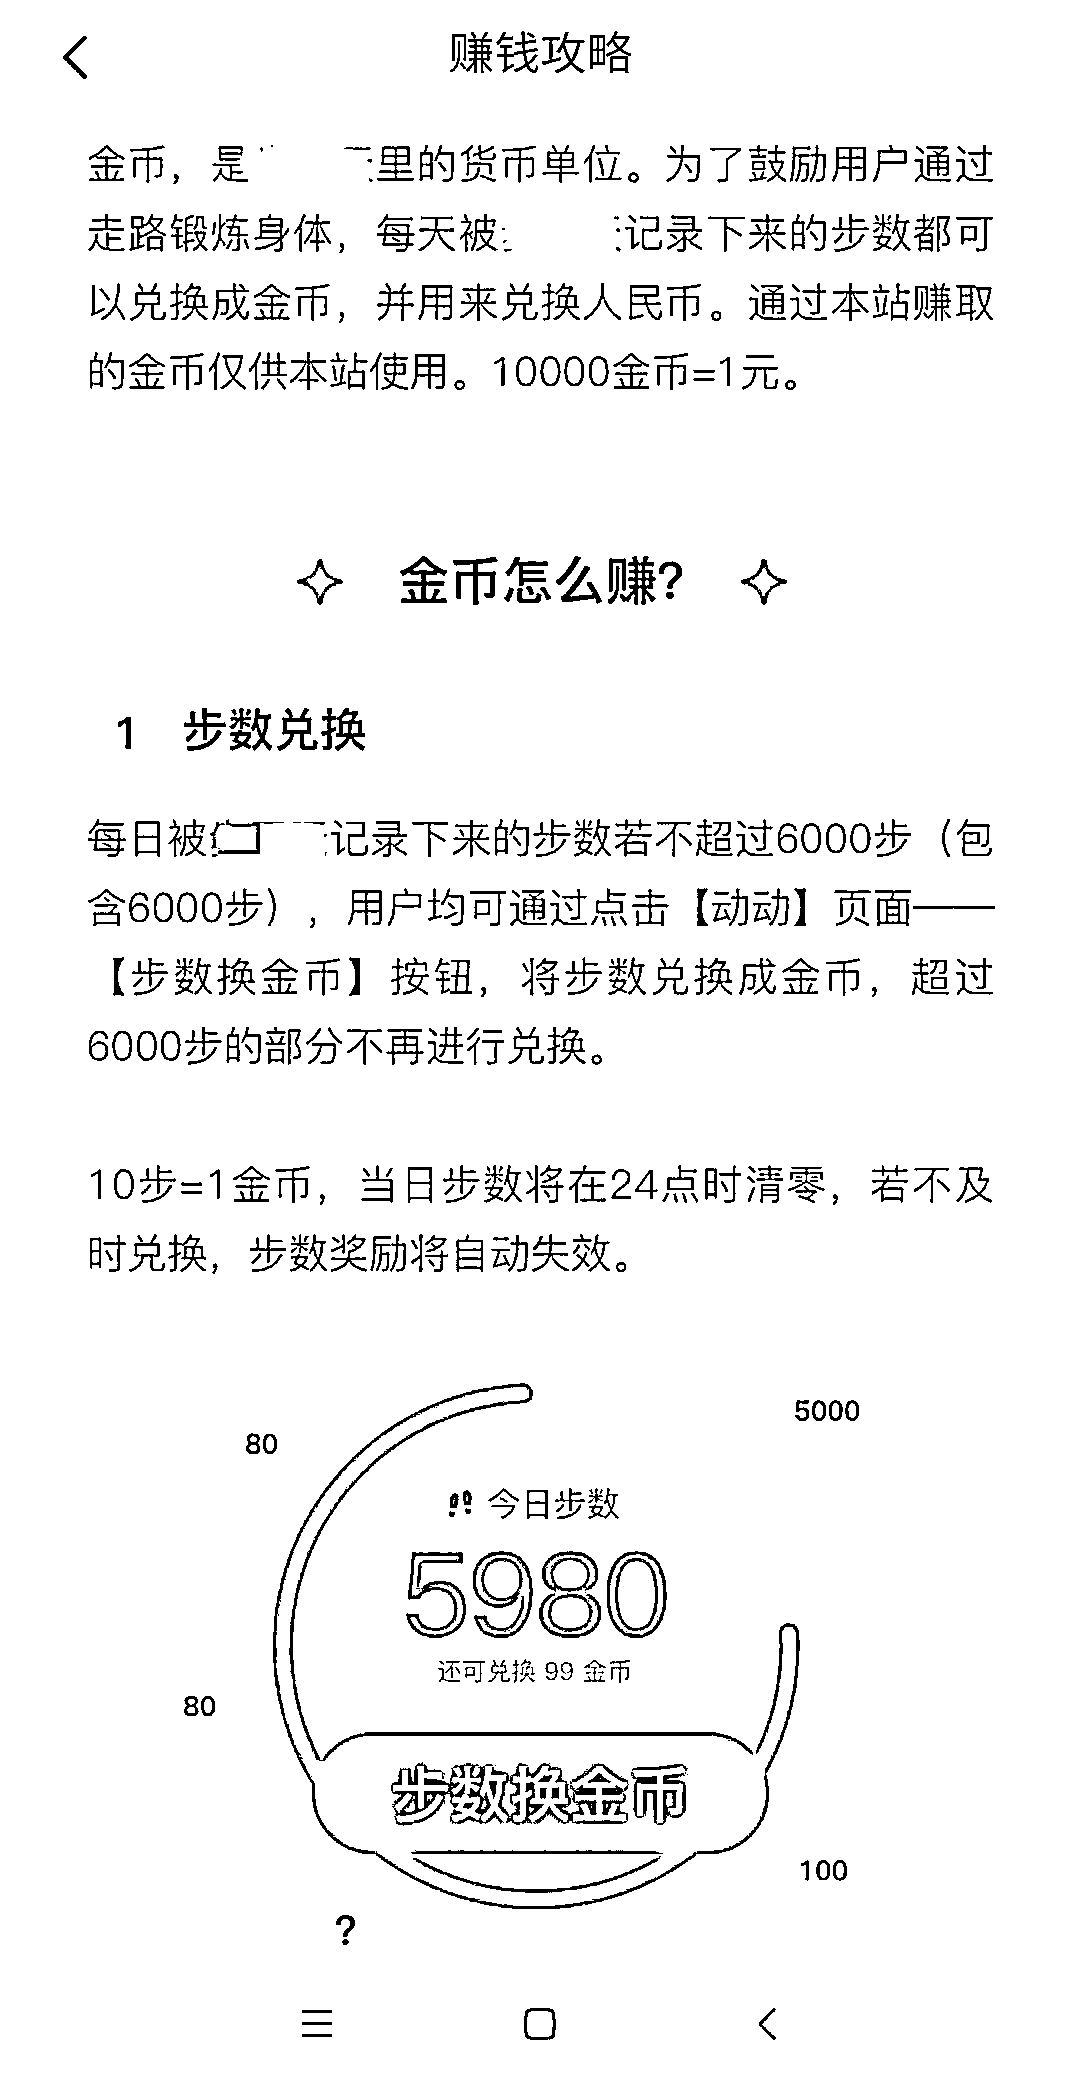 赚钱攻略
金币，是 里的货币单位。为了鼓励用户通过
走路锻炼身体，每天被 记录下来的步数都可
以兑换成金币，并用来兑换人民币。通过本站赚取
的金币仅供本站使用。10000金币=1元。
金币怎么赚?
1 步数兑换
每日被 记录下来的步数若不超过6000步（包
含6000步），用户均可通过点击【动动】页面——
【步数换金币】按钮，将步数兑换成金币，超过
6000步的部分不再进行兑换。
10步=1金币，当日步数将在24点时清零，若不及
时兑换，步数奖励将自动失效。
5000
80
今日步数
5980
还可兑换 99 金币
80
步数换金币
100
?